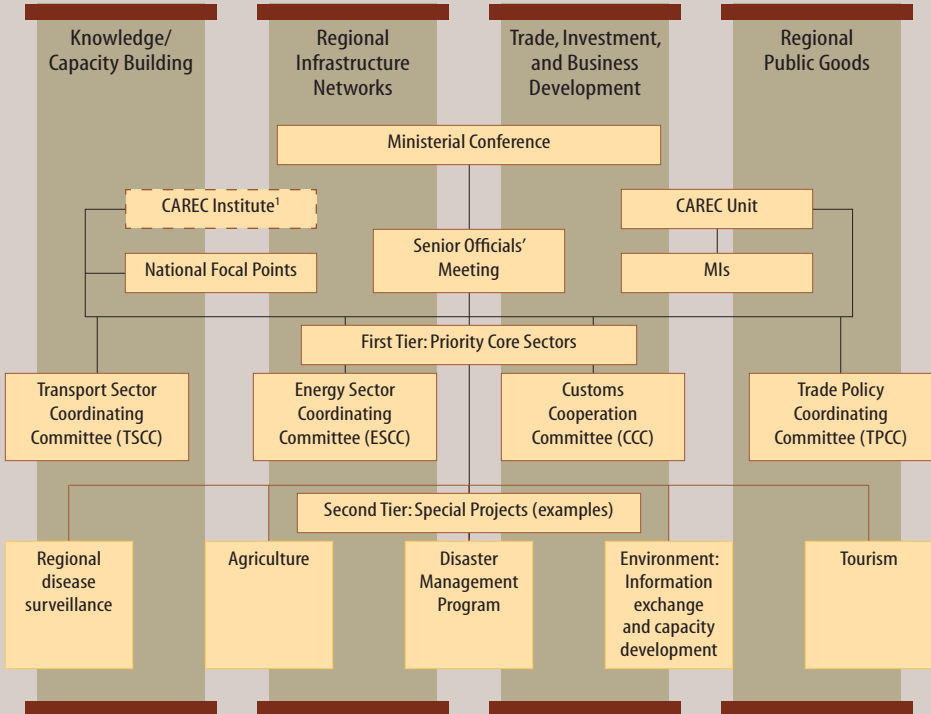 Knowledge/
Capacity Building
Regional
Infrastructure
Networks
Trade, Investment,
and Business
Development
Regional
Public Goods
Ministerial Conference
CAREC Institute¹
CAREC Unit
Senior Officials'
Meeting
National Focal Points
MIs
First Tier: Priority Core Sectors
Transport Sector
Coordinating
Committee (TSCC)
Energy Sector
Coordinating
Committee (ESCC)
Customs
Cooperation
Committee (CCC)
Trade Policy
Coordinating
Committee (TPCC)
Second Tier: Special Projects (examples)
Regional
disease
surveillance
Agriculture
Disaster
Management
Program
Environment:
Information
exchange
and capacity
development
Tourism